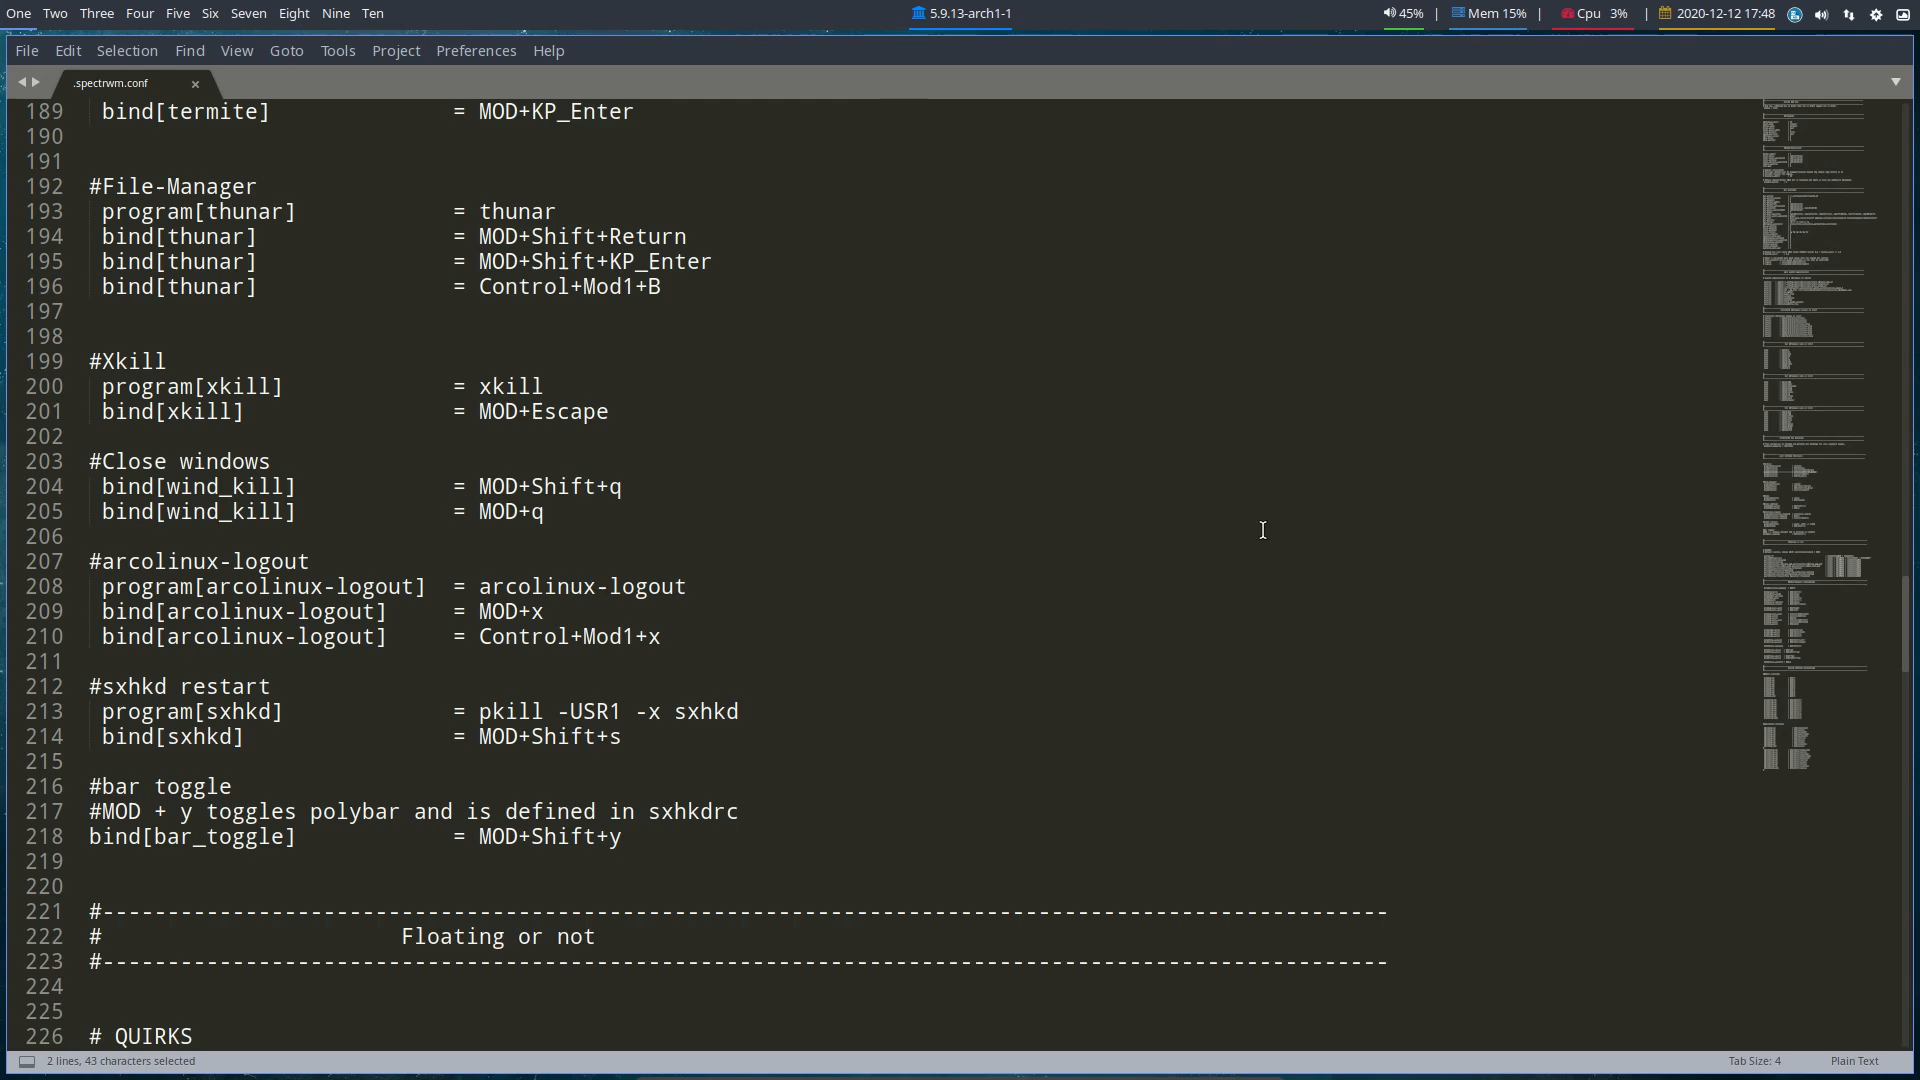 One Two Three Four Five Six Seven Eight Nine Ten 5.9.13-arch1-1 45% | Mem 15% | Cpu 3% | 2020-12-12 17:48
File Edit Selection Find View Goto Tools Project Preferences Help
.spectrwm.conf ×
189 bind[termite] = MOD+KP_Enter
190
191
192 #File-Manager
193 program[thunar] = thunar
194 bind[thunar] = MOD+Shift+Return
195 bind[thunar] = MOD+Shift+KP_Enter
196 bind[thunar] = Control+Mod1+B
197
198
199 #Xkill
200 program[xkill] = xkill
201 bind[xkill] = MOD+Escape
202
203 #Close windows
204 bind[wind_kill] = MOD+Shift+q
205 bind[wind_kill] = MOD+q
206
207 #arcolinux-logout
208 program[arcolinux-logout] = arcolinux-logout
209 bind[arcolinux-logout] = MOD+x
210 bind[arcolinux-logout] = Control+Mod1+x
211
212 #sxhkd restart
213 program[sxhkd] = pkill -USR1 -x sxhkd
214 bind[sxhkd] = MOD+Shift+s
215
216 #bar toggle
217 #MOD + y toggles polybar and is defined in sxhkdrc
218 bind[bar_toggle] = MOD+Shift+y
219
220
221 #---------------------------------------------------------------------------------------------------
222 # Floating or not
223 #---------------------------------------------------------------------------------------------------
224
225
226 # QUIRKS
2 lines, 43 characters selected Tab Size: 4 Plain Text